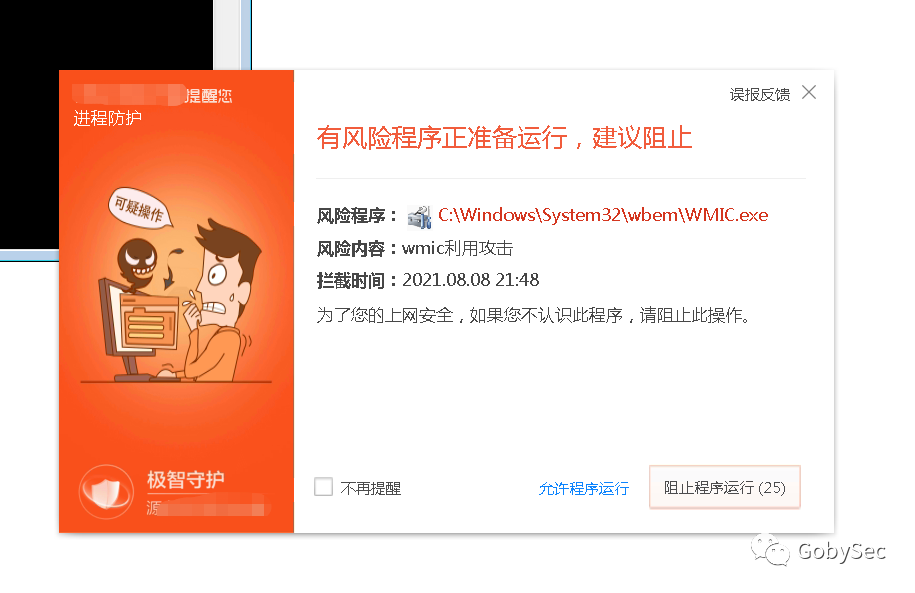 提醒您
进程防护
误报反馈
有风险程序正准备运行，建议阻止
可疑操作
风险程序： C:\Windows\System32\wbem\WMIC.exe
风险内容：wmic利用攻击
拦截时间：2021.08.08 21:48
为了您的上网安全，如果您不认识此程序，请阻止此操作。
极智守护
源
不再提醒
允许程序运行
阻止程序运行 (25)
GobySec